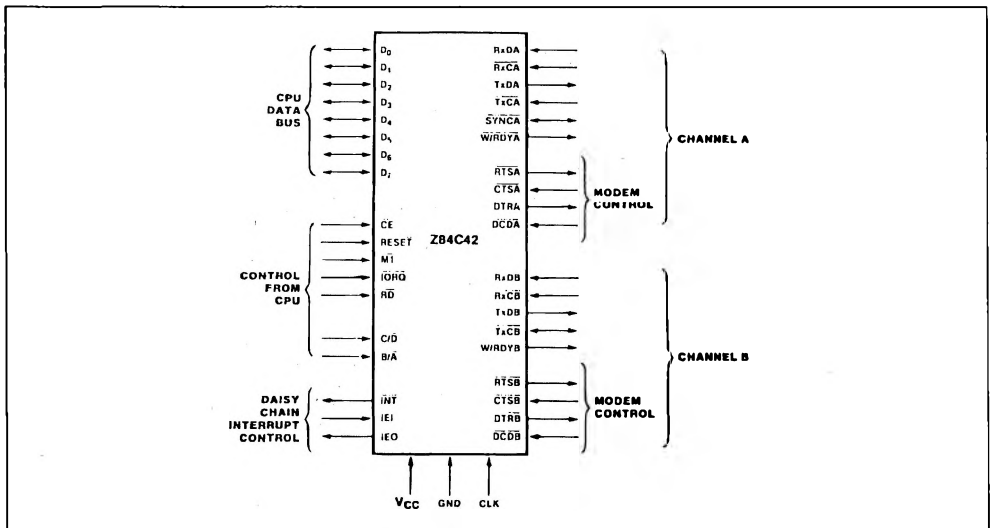 CPU
DATA
BUS
D0
D1
D2
D3
D4
D5
D6
D7
CONTROL
FROM
CPU
CE
RESET
M1
IORQ
RD
C/D
B/A
DAISY
CHAIN
INTERRUPT
CONTROL
INT
IEI
IEO
Z84C42
RxDA
RxCA
TxDA
TxCA
SYNCA
W/RDYA
RTSA
CTSA
DTRA
DCDA
MODEM
CONTROL
CHANNEL A
RxDB
RxCB
TxDB
TxCB
W/RDYB
RTSB
CTSB
DTRB
DCDB
MODEM
CONTROL
CHANNEL B
VCC GND CLK